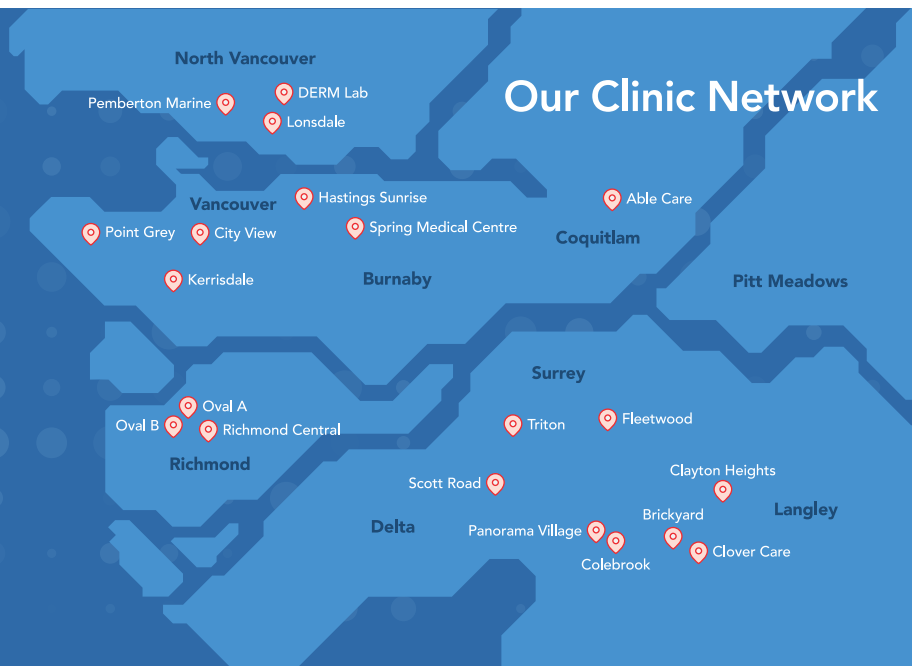 Our Clinic Network
North Vancouver
DERM Lab
Pemberton Marine
Lonsdale
Hastings Sunrise
Able Care
Vancouver
Spring Medical Centre
Point Grey
City View
Coquitlam
Kerrisdale
Burnaby
Pitt Meadows
Surrey
Oval A
Oval B
Richmond Central
Triton
Fleetwood
Richmond
Clayton Heights
Scott Road
Langley
Brickyard
Delta
Panorama Village
Clover Care
Colebrook